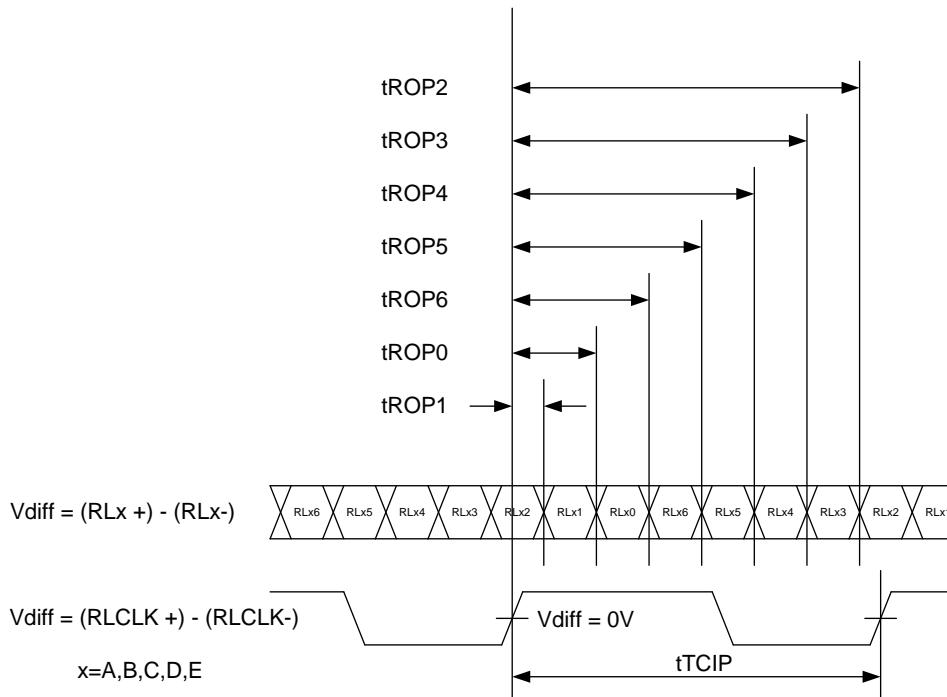 tROP2
tROP3
tROP4
tROP5
tROP6
tROP0
tROP1
Vdiff = (RLx +) - (RLx-)
RLx6 RLx5 RLx4 RLx3 RLx2 RLx1 RLx0 RLx6 RLx5 RLx4 RLx3 RLx2
Vdiff = (RLCLK +) - (RLCLK-)
Vdiff = 0V
x=A,B,C,D,E
tTCIP